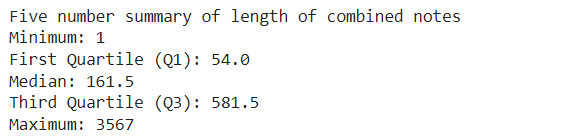 Five number summary of length of combined notes
Minimum: 1
First Quartile (Q1): 54.0
Median: 161.5
Third Quartile (Q3): 581.5
Maximum: 3567